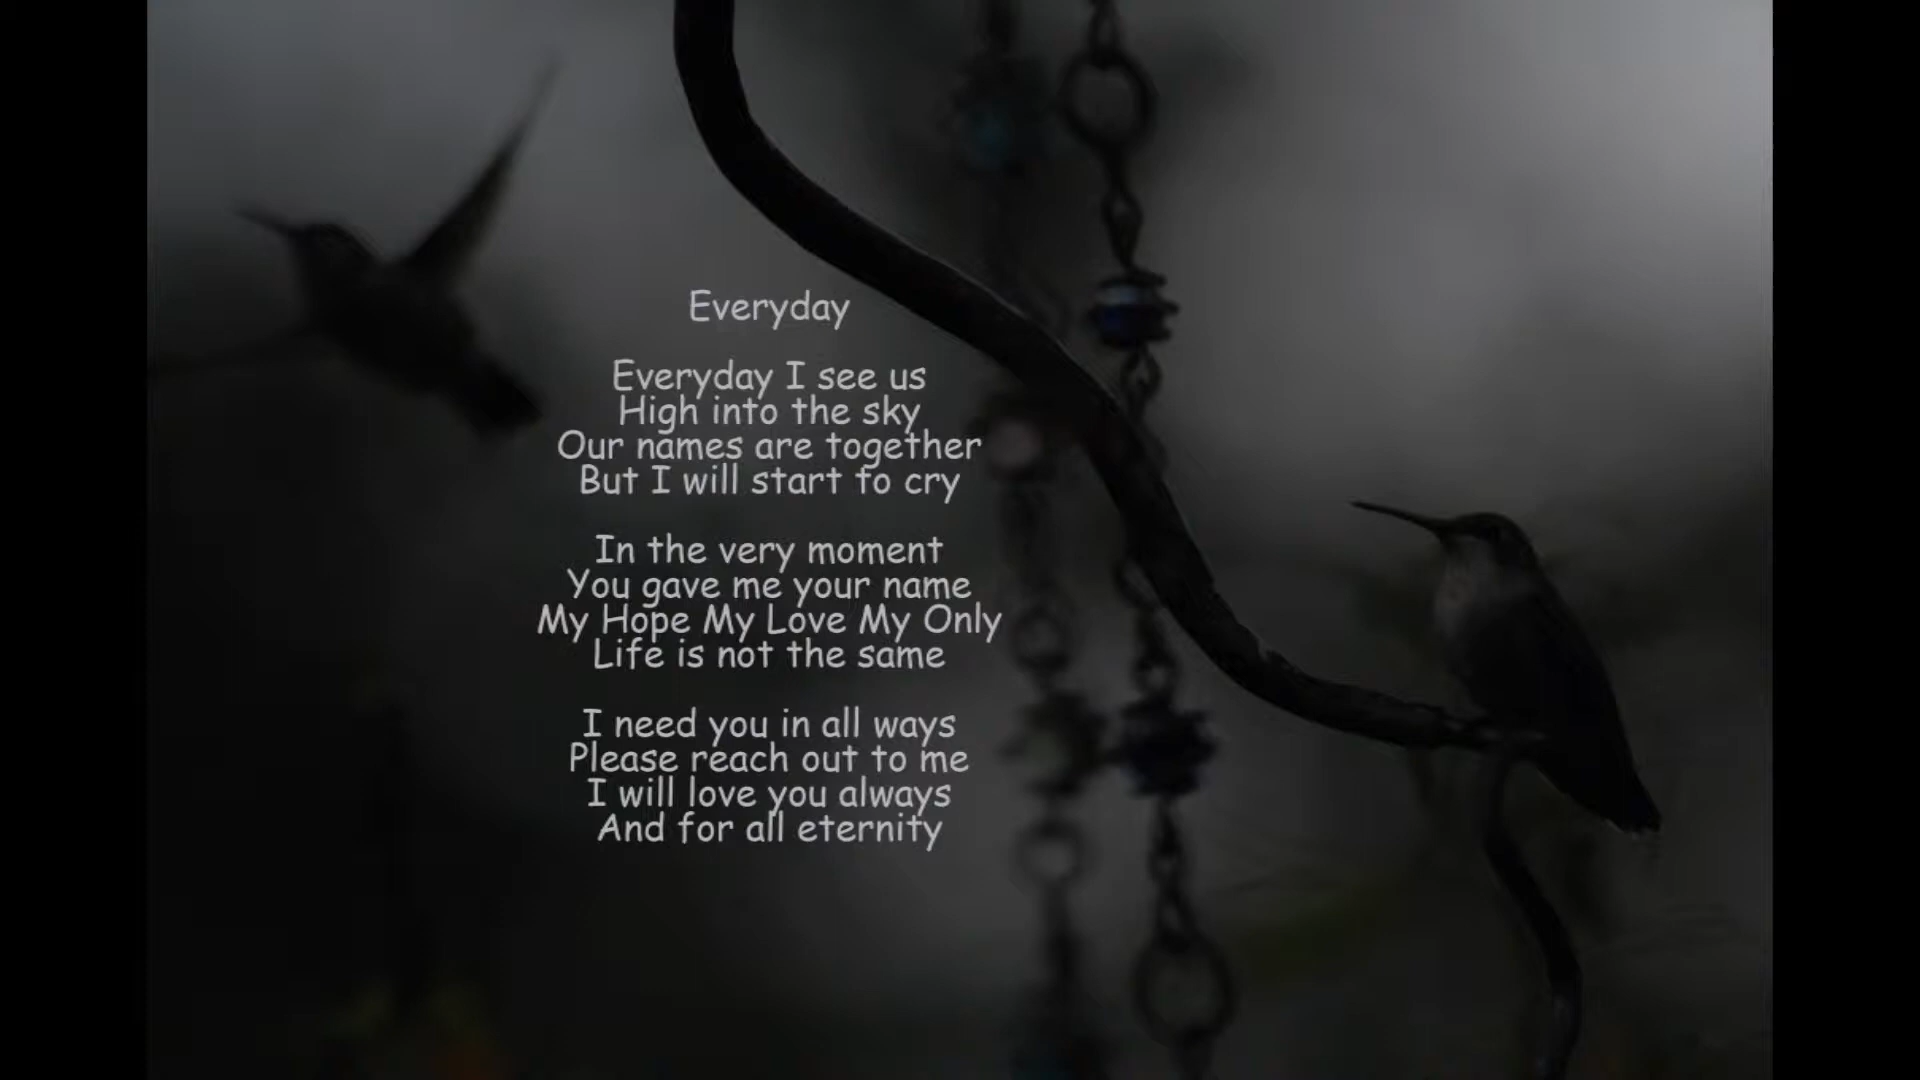 Everyday
Everyday I see us
High into the sky
Our names are together
But I will start to cry
In the very moment
You gave me your name
My Hope My Love My Only
Life is not the same
I need you in all ways
Please reach out to me
I will love you always
And for all eternity